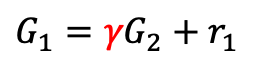 G₁ = γG₂ + r₁